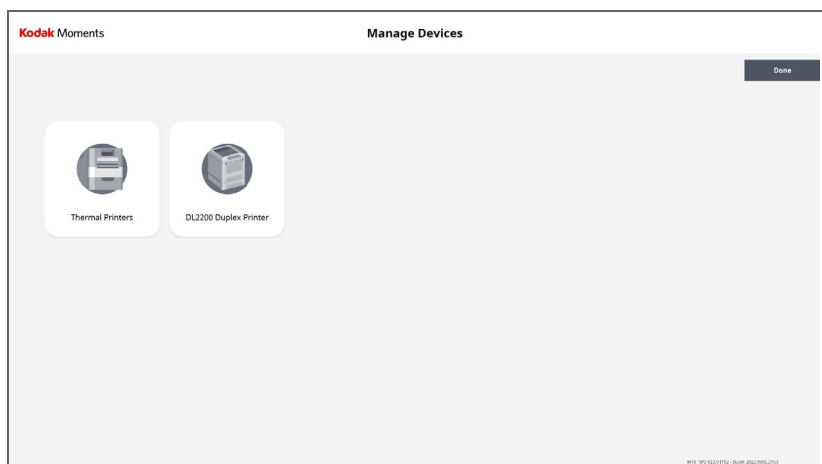 Kodak Moments
Manage Devices
Done
Thermal Printers
DL2200 Duplex Printer